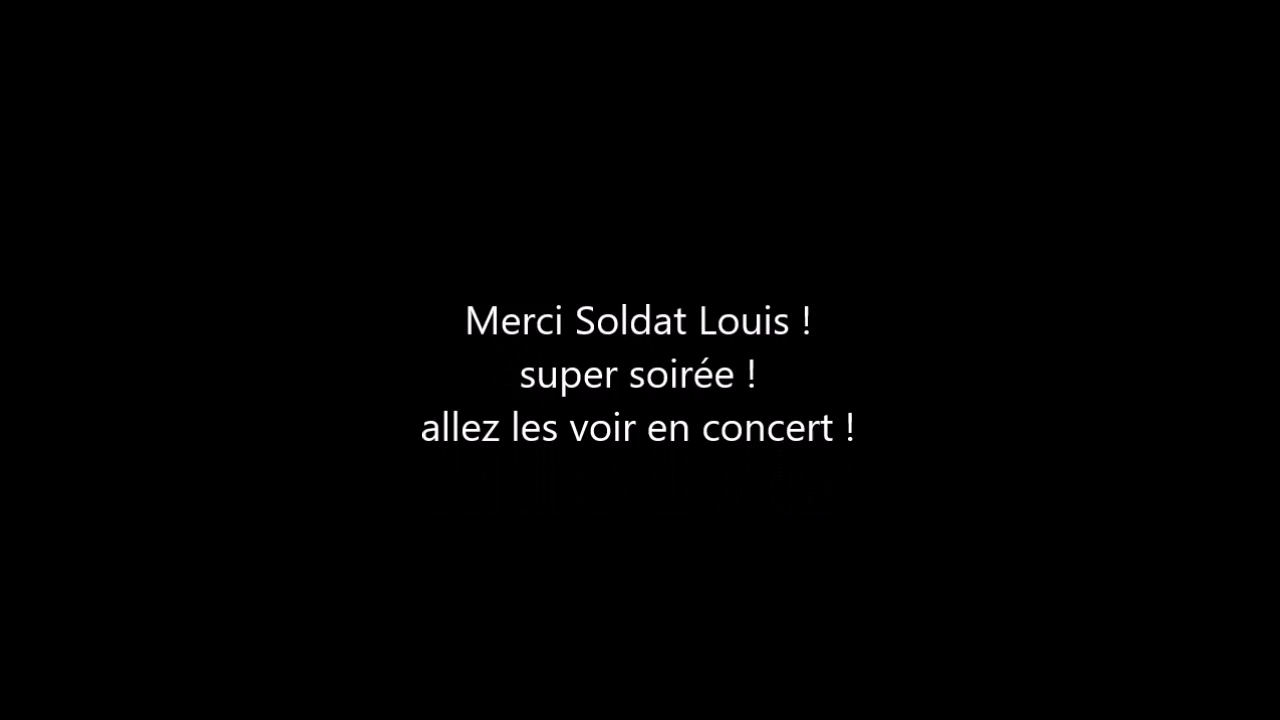 Merci Soldat Louis !
super soirée !
allez les voir en concert !